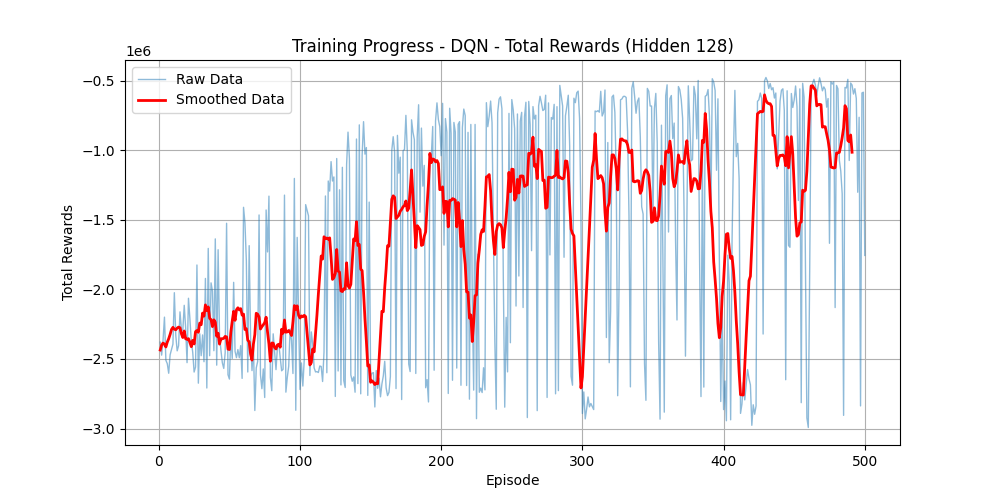 Training Progress - DQN - Total Rewards (Hidden 128)
1e6
Raw Data
Smoothed Data
−0.5
−1.0
−1.5
−2.0
−2.5
−3.0
Total Rewards
0 100 200 300 400 500
Episode